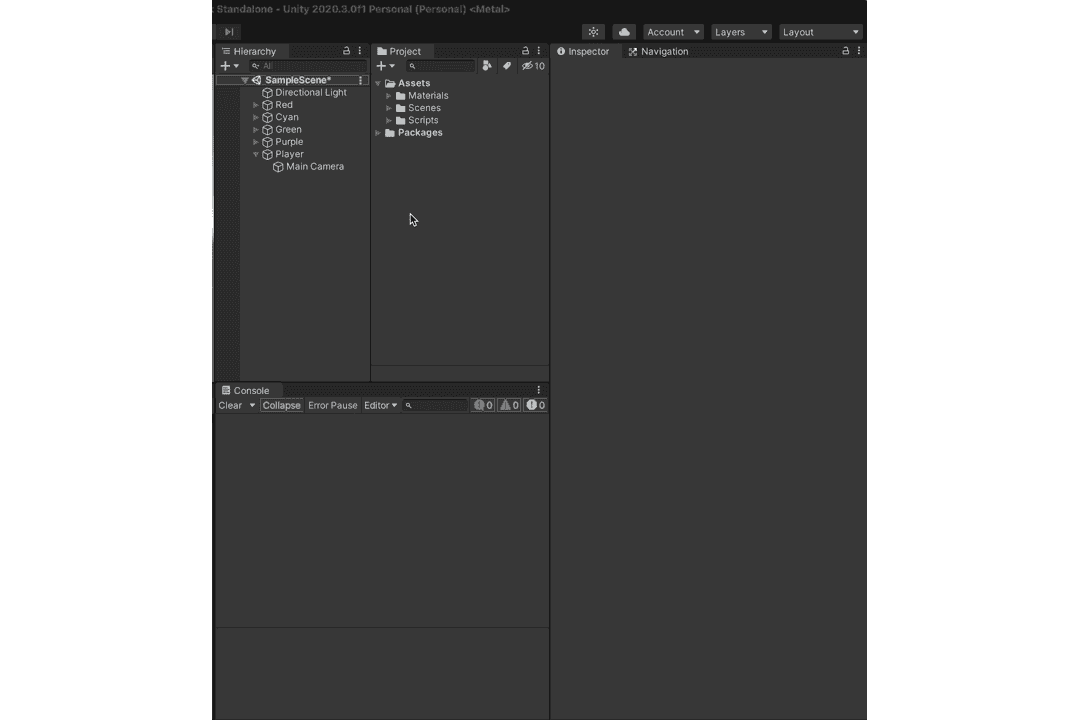 : Standalone - Unity 2020.3.0f1 Personal (Personal) <Metal>
Account Layers Layout
Hierarchy
All
SampleScene*
Directional Light
Red
Cyan
Green
Purple
Player
Main Camera
Project
10
Assets
Materials
Scenes
Scripts
Packages
Inspector Navigation
Console
Clear Collapse Error Pause Editor 0 0 0